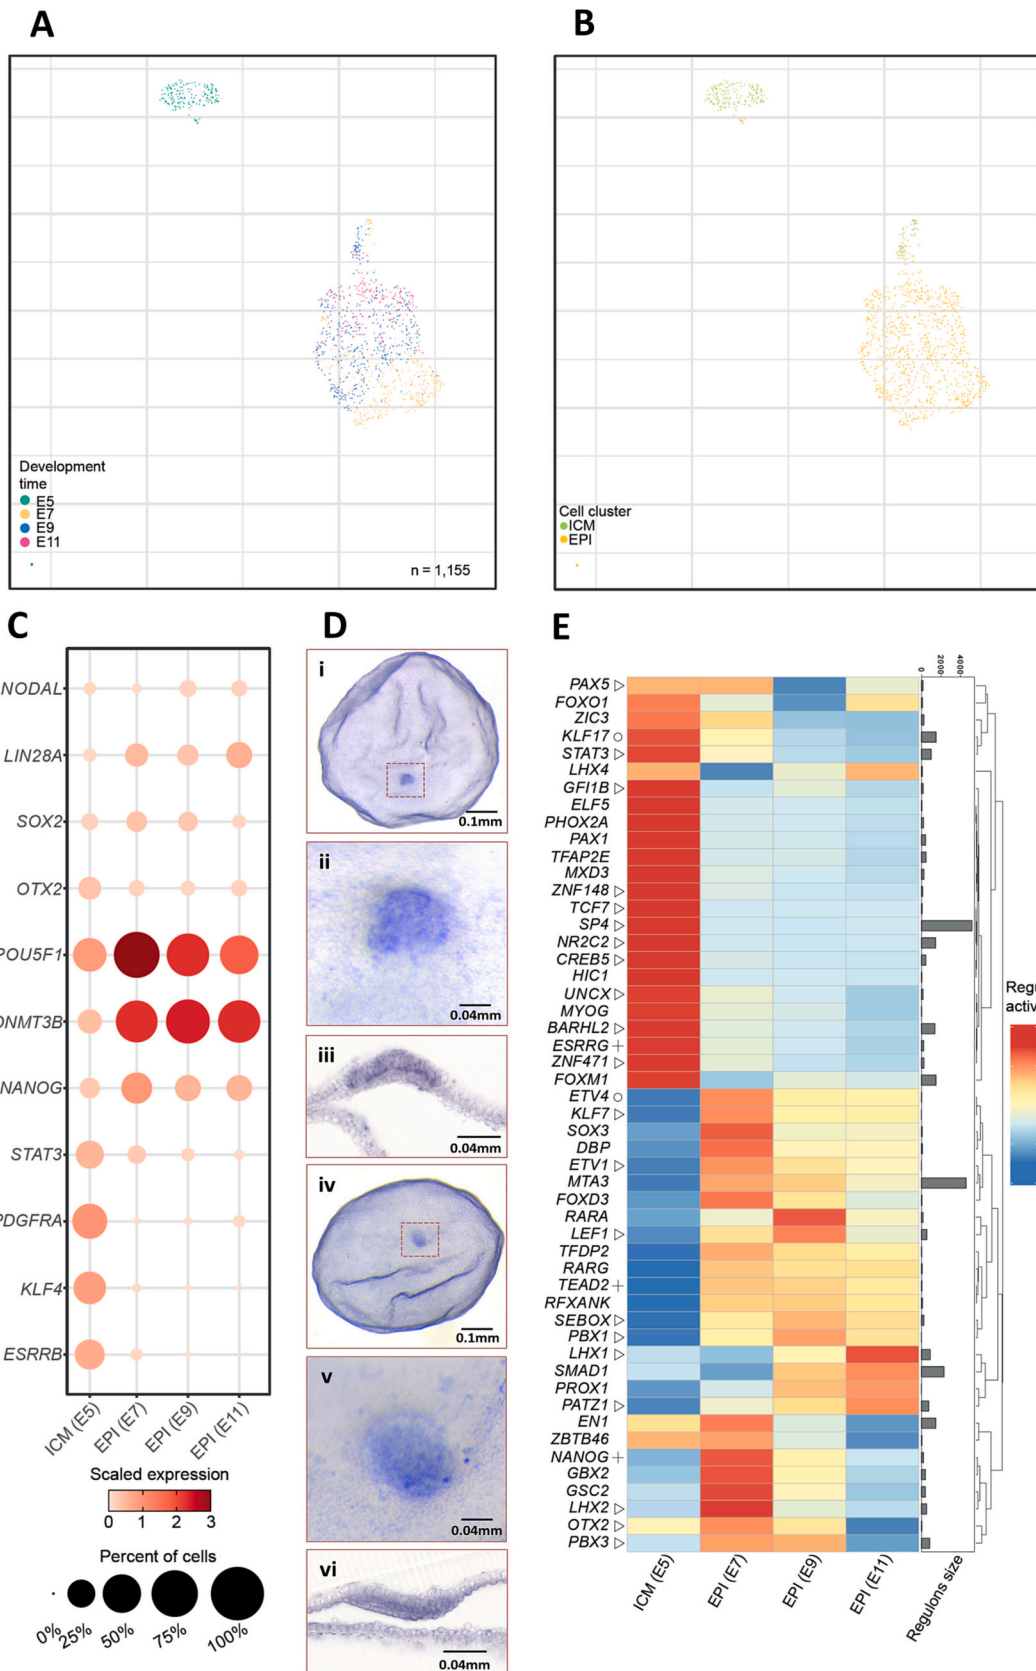 A
Development
time
E5
E7
E9
E11
n = 1,155
B
Cell cluster
ICM
EPI
C
NODAL
LIN28A
SOX2
OTX2
POU5F1
DNMT3B
NANOG
STAT3
PDGFRA
KLF4
ESRRB
ICM (E5)
EPI (E7)
EPI (E9)
EPI (E11)
Scaled expression
0 1 2 3
Percent of cells
0% 25% 50% 75% 100%
D
i
0.1mm
ii
0.04mm
iii
0.04mm
iv
0.1mm
v
0.04mm
vi
0.04mm
E
0 2000 4000
PAX5
FOXO1
ZIC3
KLF17
STAT3
LHX4
GFI1B
ELF5
PHOX2A
PAX1
TFAP2E
MXD3
ZNF148
TCF7
SP4
NR2C2
CREB5
HIC1
UNCX
MYOG
BARHL2
ESRRG
ZNF471
FOXM1
ETV4
KLF7
SOX3
DBP
ETV1
MTA3
FOXD3
RARA
LEF1
TFDP2
RARG
TEAD2
RFXANK
SEBOX
PBX1
LHX1
SMAD1
PROX1
PATZ1
EN1
ZBTB46
NANOG
GBX2
GSC2
LHX2
OTX2
PBX3
ICM (E5)
EPI (E7)
EPI (E9)
EPI (E11)
Regulons size
Regu
activ